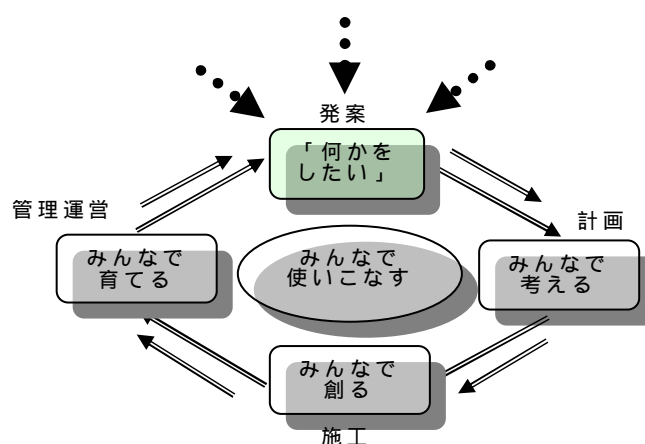 発案
「何かを
したい」
管理運営
計画
みんなで
育てる
みんなで
使いこなす
みんなで
考える
みんなで
創る
施工